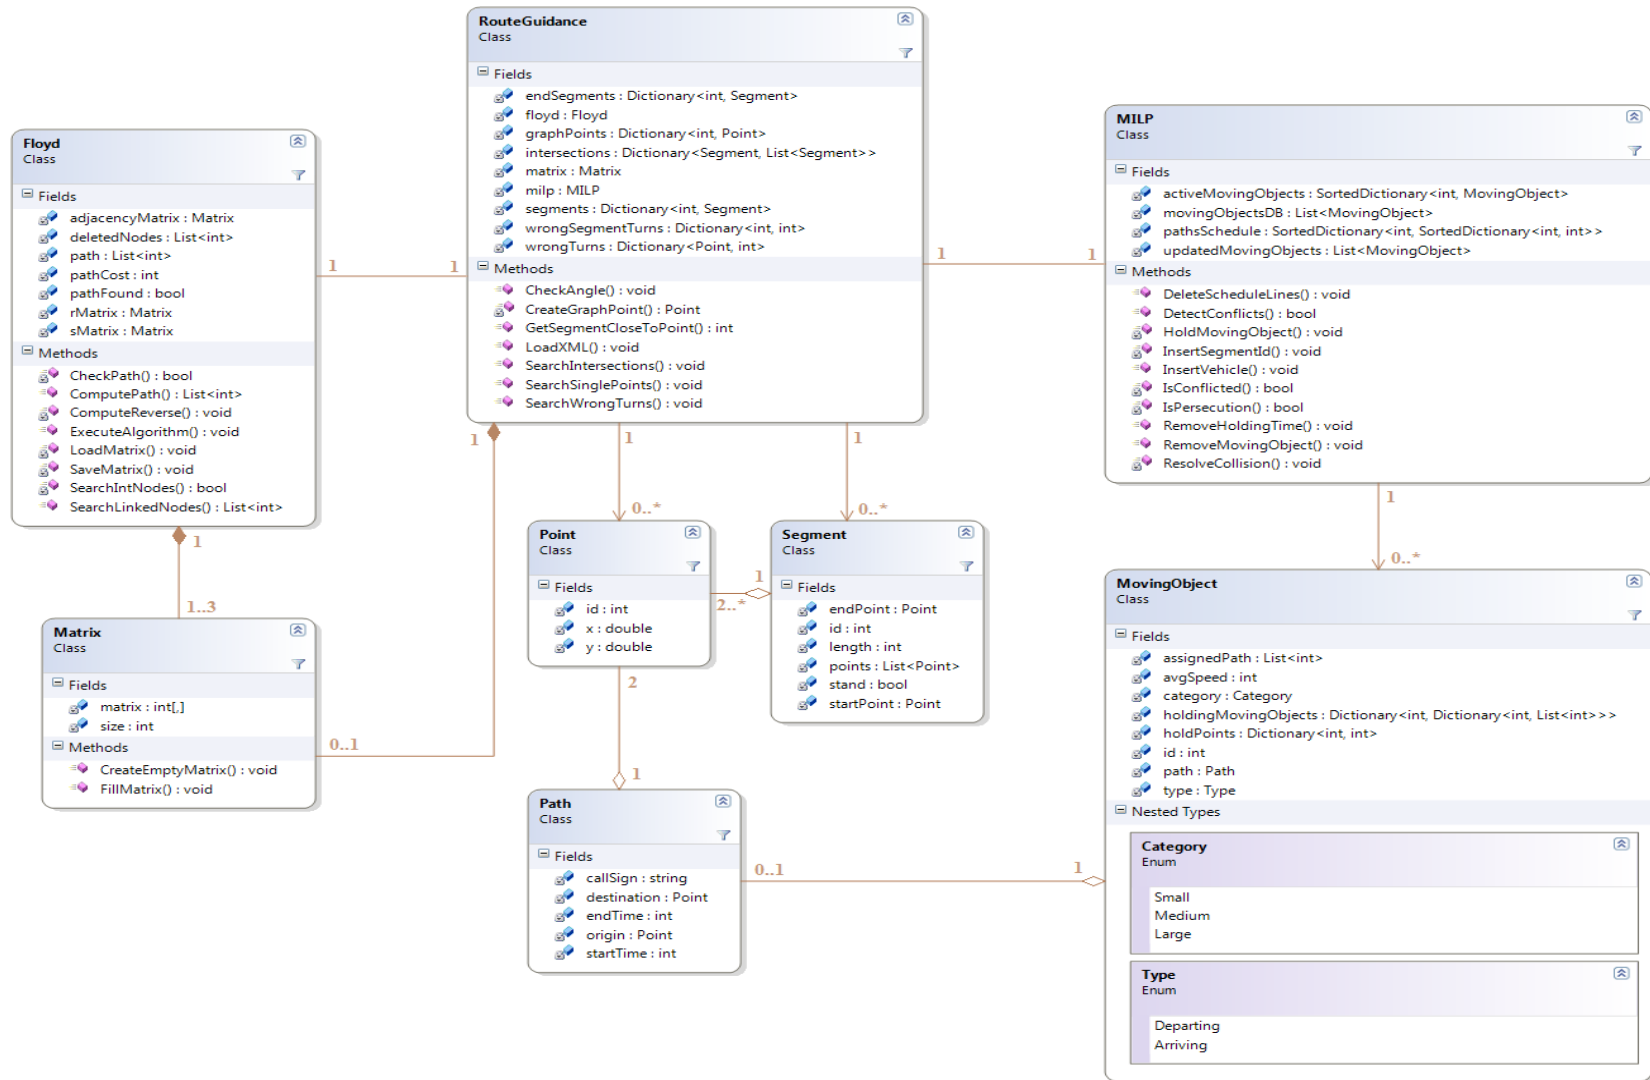 RouteGuidance
Class
Fields
endSegments : Dictionary<int, Segment>
floyd : Floyd
graphPoints : Dictionary<int, Point>
intersections : Dictionary<Segment, List<Segment>>
matrix : Matrix
milp : MILP
segments : Dictionary<int, Segment>
wrongSegmentTurns : Dictionary<int, int>
wrongTurns : Dictionary<Point, int>
Methods
CheckAngle() : void
CreateGraphPoint() : Point
GetSegmentCloseToPoint() : int
LoadXML() : void
SearchIntersections() : void
SearchSinglePoints() : void
SearchWrongTurns() : void
Floyd
Class
Fields
adjacencyMatrix : Matrix
deletedNodes : List<int>
path : List<int>
pathCost : int
pathFound : bool
rMatrix : Matrix
sMatrix : Matrix
Methods
CheckPath() : bool
ComputePath() : List<int>
ComputeReverse() : void
ExecuteAlgorithm() : void
LoadMatrix() : void
SaveMatrix() : void
SearchIntNodes() : bool
SearchLinkedNodes() : List<int>
1
1
1
1
MILP
Class
Fields
activeMovingObjects : SortedDictionary<int, MovingObject>
movingObjectsDB : List<MovingObject>
pathsSchedule : SortedDictionary<int, SortedDictionary<int, int>>
updatedMovingObjects : List<MovingObject>
Methods
DeleteScheduleLines() : void
DetectConflicts() : bool
HoldMovingObject() : void
InsertSegmentId() : void
InsertVehicle() : void
IsConflicted() : bool
IsPersecution() : bool
RemoveHoldingTime() : void
RemoveMovingObject() : void
ResolveCollision() : void
1
1
1
0..*
0..*
1
1..3
1
0..*
Point
Class
Fields
id : int
x : double
y : double
2..*
1
Segment
Class
Fields
endPoint : Point
id : int
length : int
points : List<Point>
stand : bool
startPoint : Point
Matrix
Class
Fields
matrix : int[,]
size : int
Methods
CreateEmptyMatrix() : void
FillMatrix() : void
0..1
2
1
Path
Class
Fields
callSign : string
destination : Point
endTime : int
origin : Point
startTime : int
0..1
1
MovingObject
Class
Fields
assignedPath : List<int>
avgSpeed : int
category : Category
holdingMovingObjects : Dictionary<int, Dictionary<int, List<int>>>
holdPoints : Dictionary<int, int>
id : int
path : Path
type : Type
Nested Types
Category
Enum
Small
Medium
Large
Type
Enum
Departing
Arriving